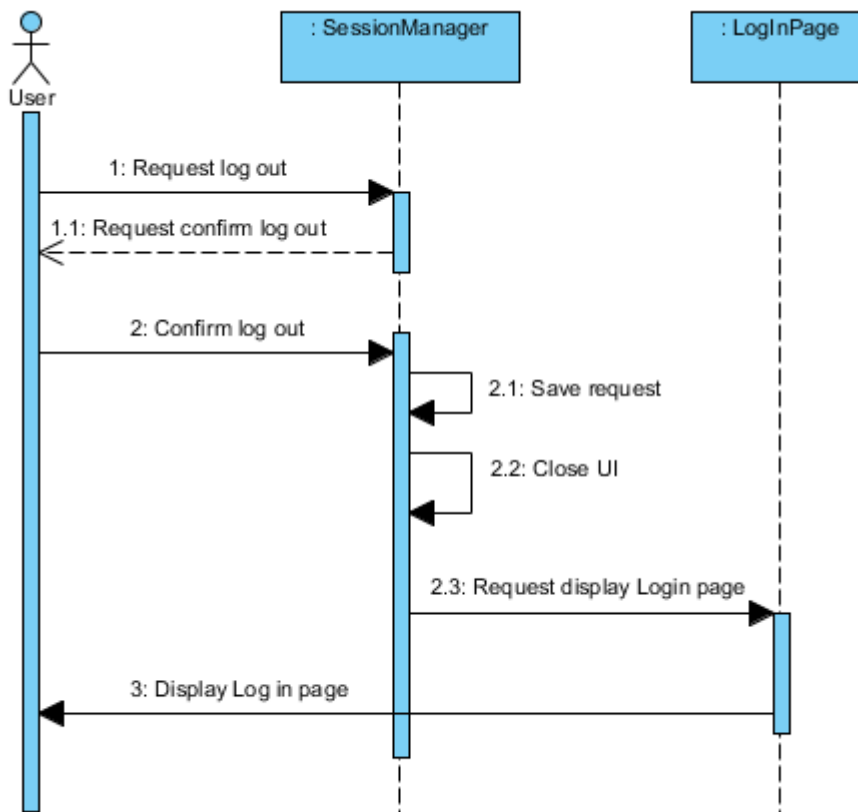 : SessionManager
: LogInPage
User
1: Request log out
1.1: Request confirm log out
2: Confirm log out
2.1: Save request
2.2: Close UI
2.3: Request display Login page
3: Display Log in page